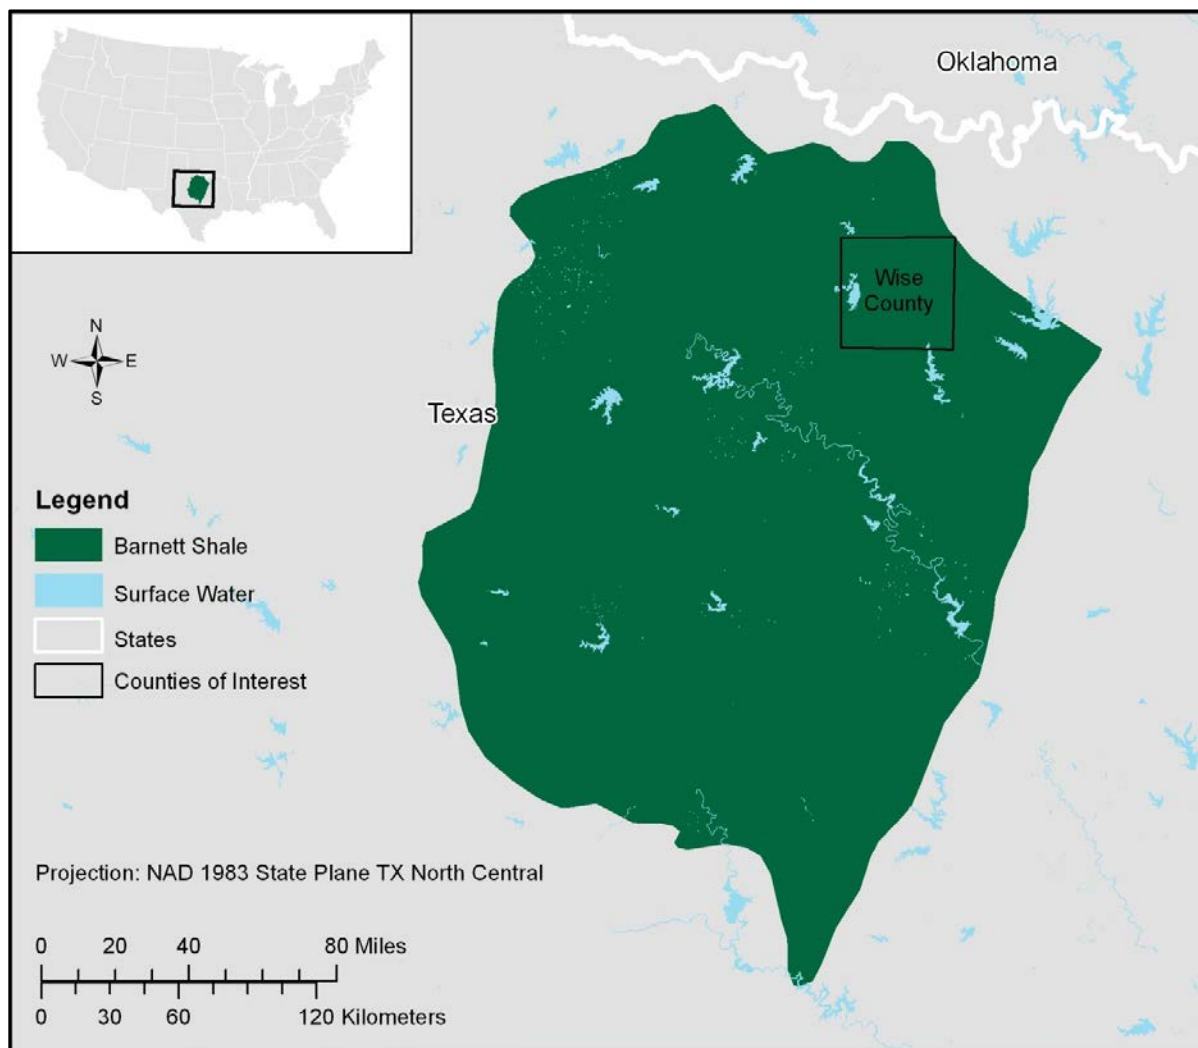 Oklahoma
Wise
County
N
W E
S
Texas
Legend
Barnett Shale
Surface Water
States
Counties of Interest
Projection: NAD 1983 State Plane TX North Central
0 20 40 80 Miles
0 30 60 120 Kilometers